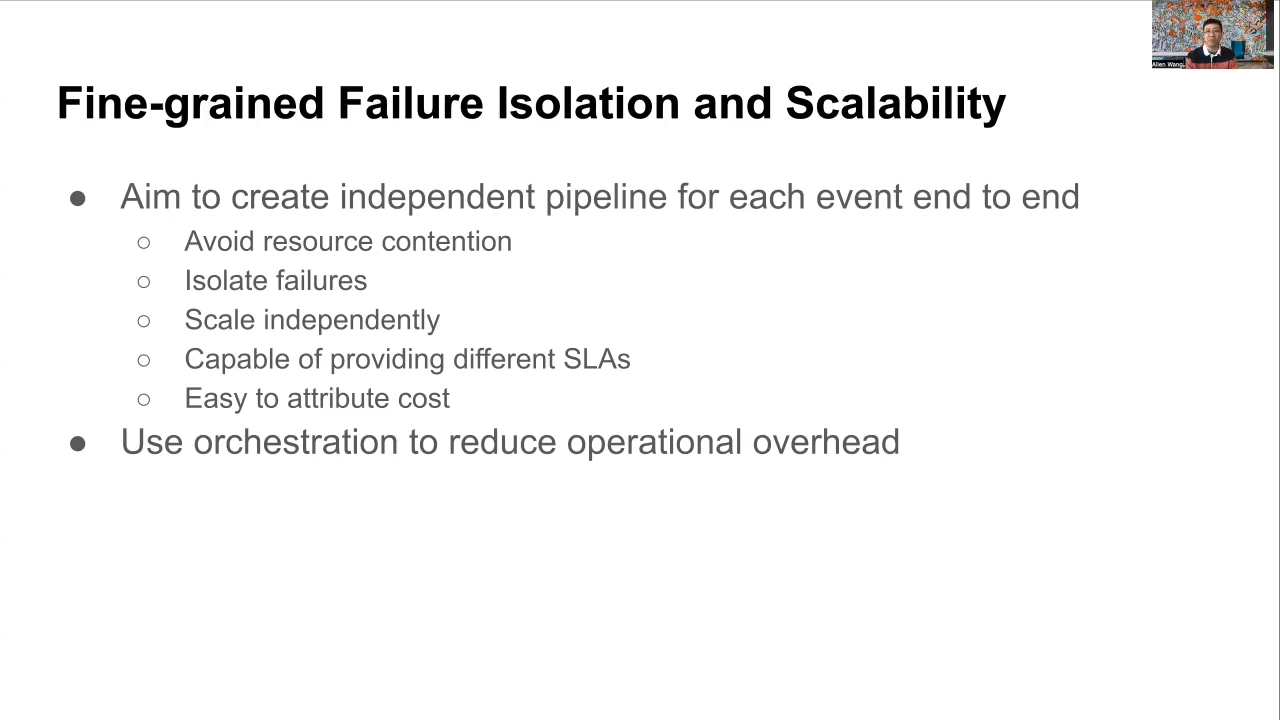 Allen Wang
Fine-grained Failure Isolation and Scalability
● Aim to create independent pipeline for each event end to end
○ Avoid resource contention
○ Isolate failures
○ Scale independently
○ Capable of providing different SLAs
○ Easy to attribute cost
● Use orchestration to reduce operational overhead